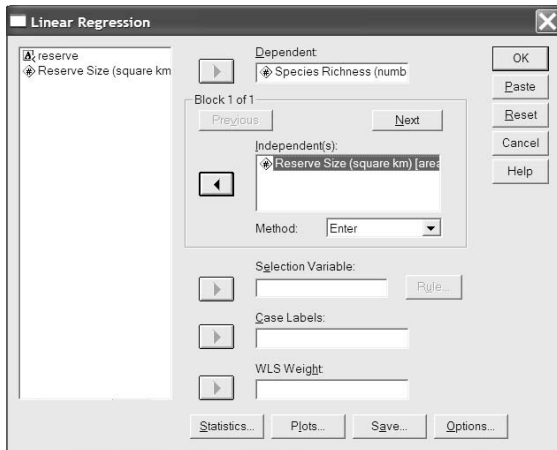 Linear Regression
reserve
Reserve Size (square km
Dependent:
Species Richness (numb
Block 1 of 1
Previous
Next
Independent(s):
Reserve Size (square km) [area
Method:
Enter
Selection Variable:
Rule...
Case Labels:
WLS Weight:
Statistics...
Plots...
Save...
Options...
OK
Paste
Reset
Cancel
Help